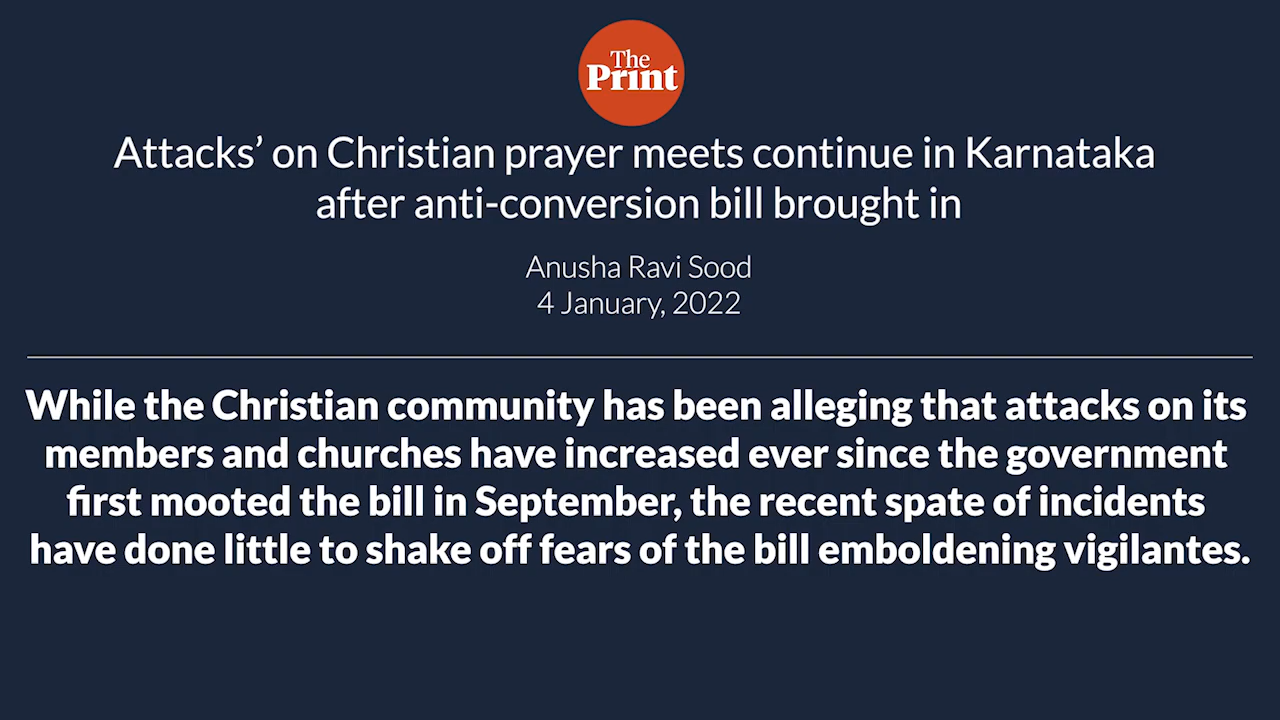 The
Print
Attacks’ on Christian prayer meets continue in Karnataka
after anti-conversion bill brought in
Anusha Ravi Sood
4 January, 2022
While the Christian community has been alleging that attacks on its
members and churches have increased ever since the government
first mooted the bill in September, the recent spate of incidents
have done little to shake off fears of the bill emboldening vigilantes.